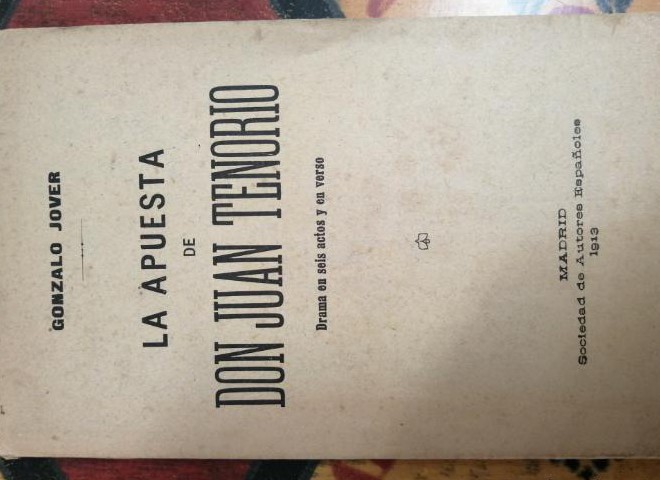 GONZALO JOVER
LA APUESTA
DE
DON JUAN TENORIO
Drama en seis actos y en verso
MADRID
Sociedad de Autores Españoles
1913